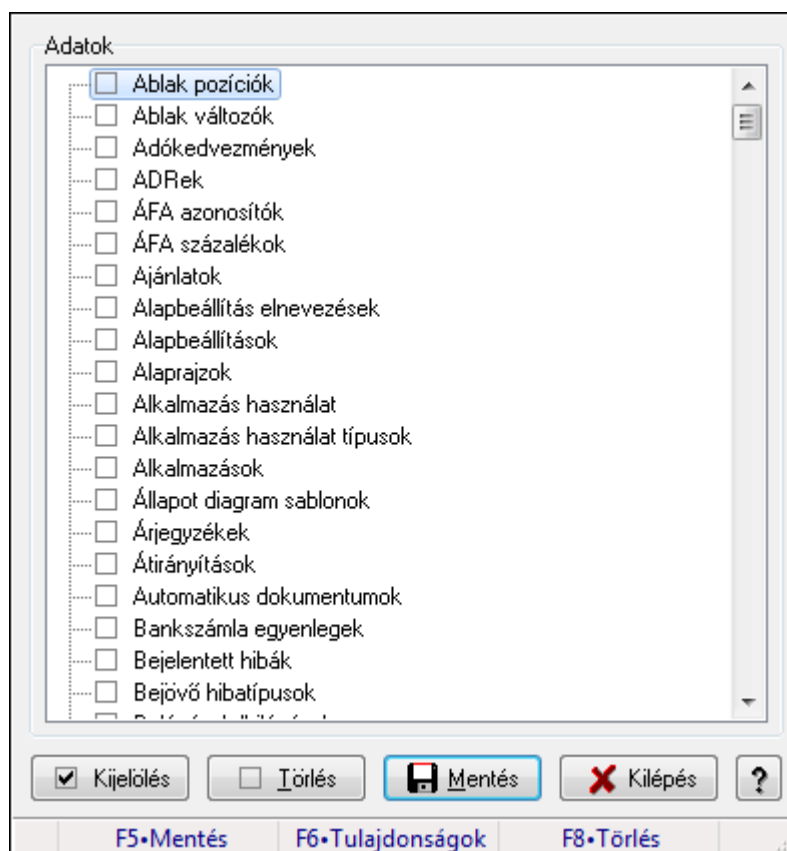 Adatok
Ablak pozíciók
Ablak változók
Adókedvezmények
ADRek
ÁFA azonosítók
ÁFA százalékok
Ajánlatok
Alapbeállítás elnevezések
Alapbeállítások
Alaprajzok
Alkalmazás használat
Alkalmazás használat típusok
Alkalmazások
Állapot diagram sablonok
Árjegyzékek
Átirányítások
Automatikus dokumentumok
Bankszámla egyenlegek
Bejelentett hibák
Bejövő hibatípusok
Kijelölés Törlés Mentés Kilépés ?
F5•Mentés F6•Tulajdonságok F8•Törlés